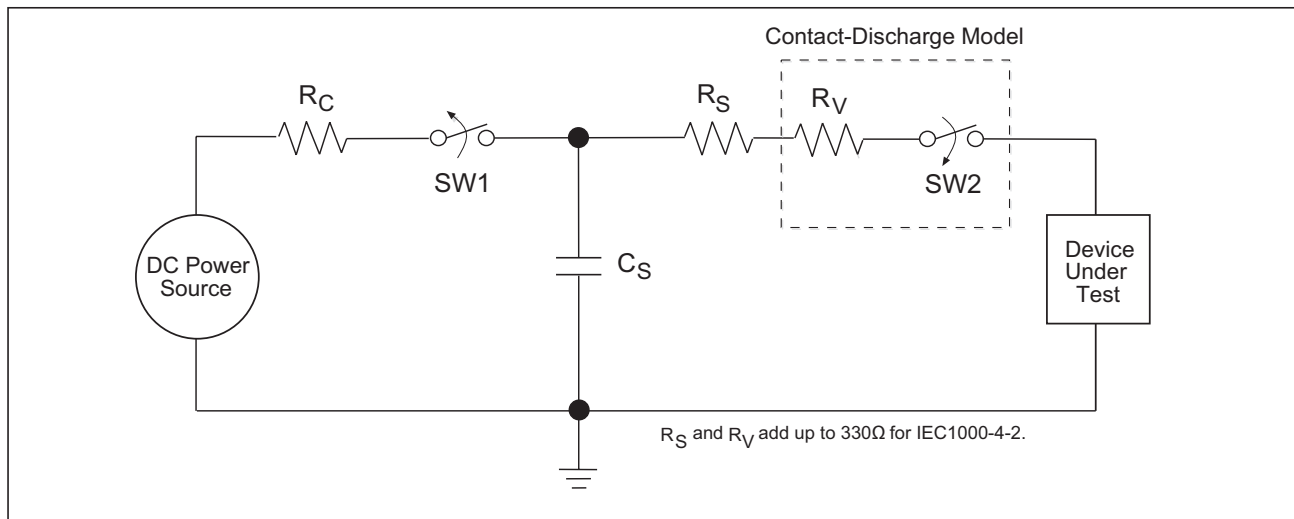 Contact-Discharge Model
R_C
R_S
R_V
SW1
SW2
DC Power
Source
C_S
Device
Under
Test
R_S and R_V add up to 330Ω for IEC1000-4-2.